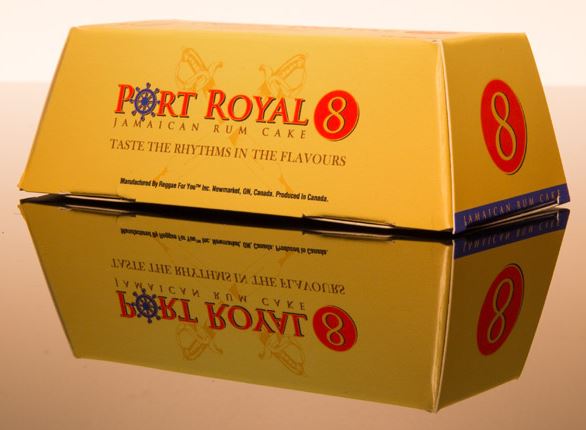 PORT ROYAL 8
JAMAICAN RUM CAKE
TASTE THE RHYTHMS IN THE FLAVOURS
Manufactured By Reggae For You™ Inc. Newmarket, ON, Canada. Produced in Canada.
8
JAMAICAN RUM CAKE